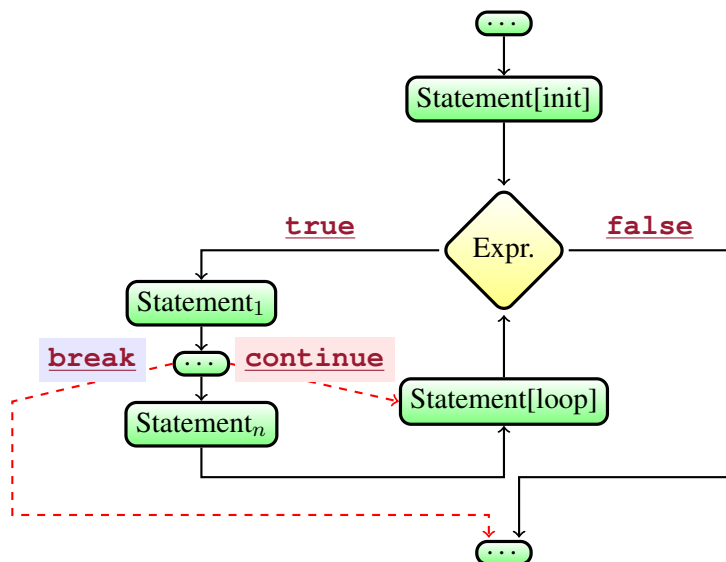 ...
Statement[init]
true
Expr.
false
Statement₁
break
...
continue
Statement[loop]
Statementₙ
...